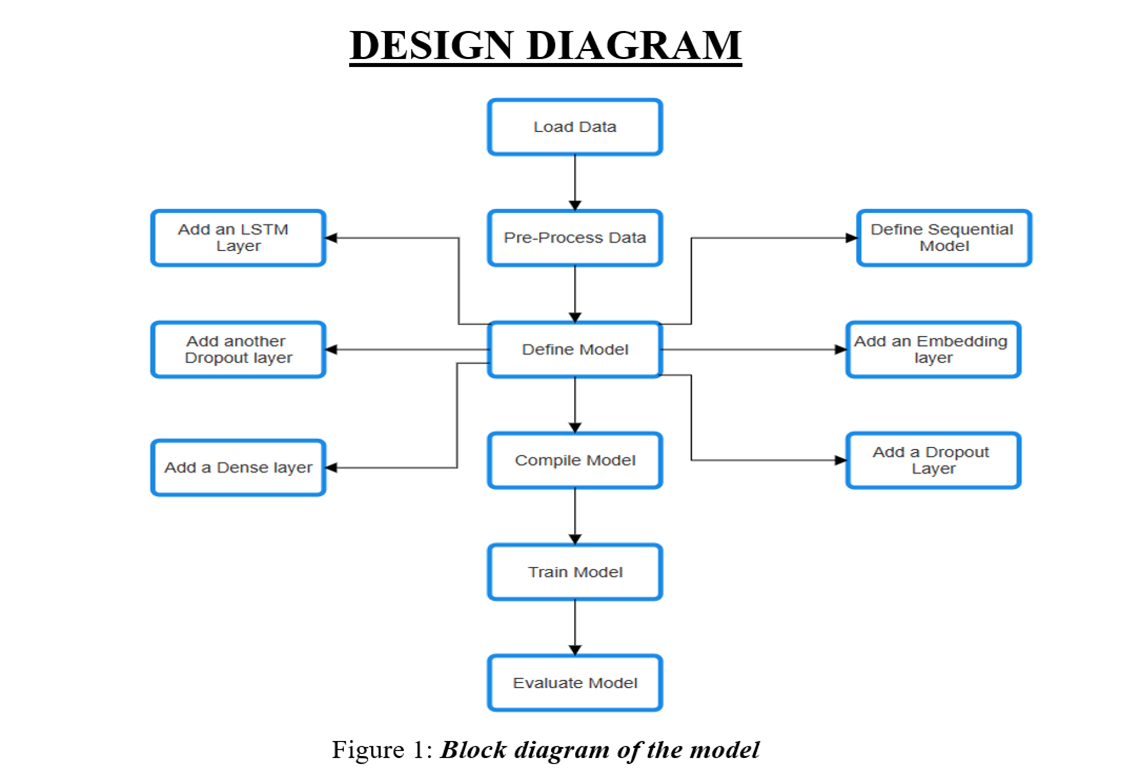 DESIGN DIAGRAM
Load Data
Add an LSTM
Layer
Pre-Process Data
Define Sequential
Model
Add another
Dropout layer
Define Model
Add an Embedding
layer
Add a Dense layer
Compile Model
Add a Dropout
Layer
Train Model
Evaluate Model
Figure 1: Block diagram of the model